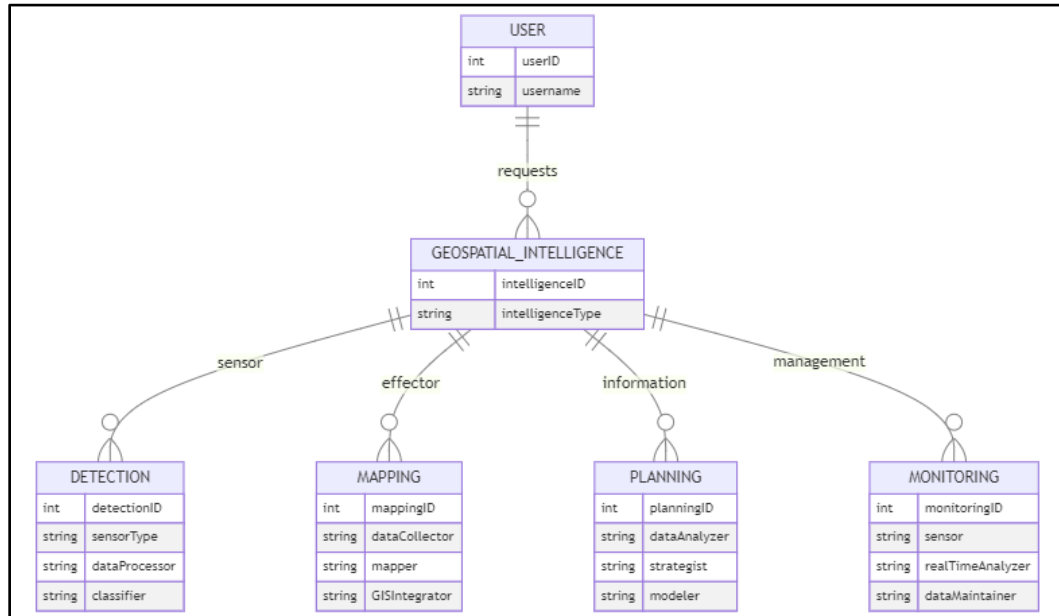 USER
int userID
string username
requests
GEOSPATIAL_INTELLIGENCE
int intelligenceID
string intelligenceType
sensor
effector
information
management
DETECTION
int detectionID
string sensorType
string dataProcessor
string classifier
MAPPING
int mappingID
string dataCollector
string mapper
string GISIntegrator
PLANNING
int planningID
string dataAnalyzer
string strategist
string modeler
MONITORING
int monitoringID
string sensor
string realTimeAnalyzer
string dataMaintainer